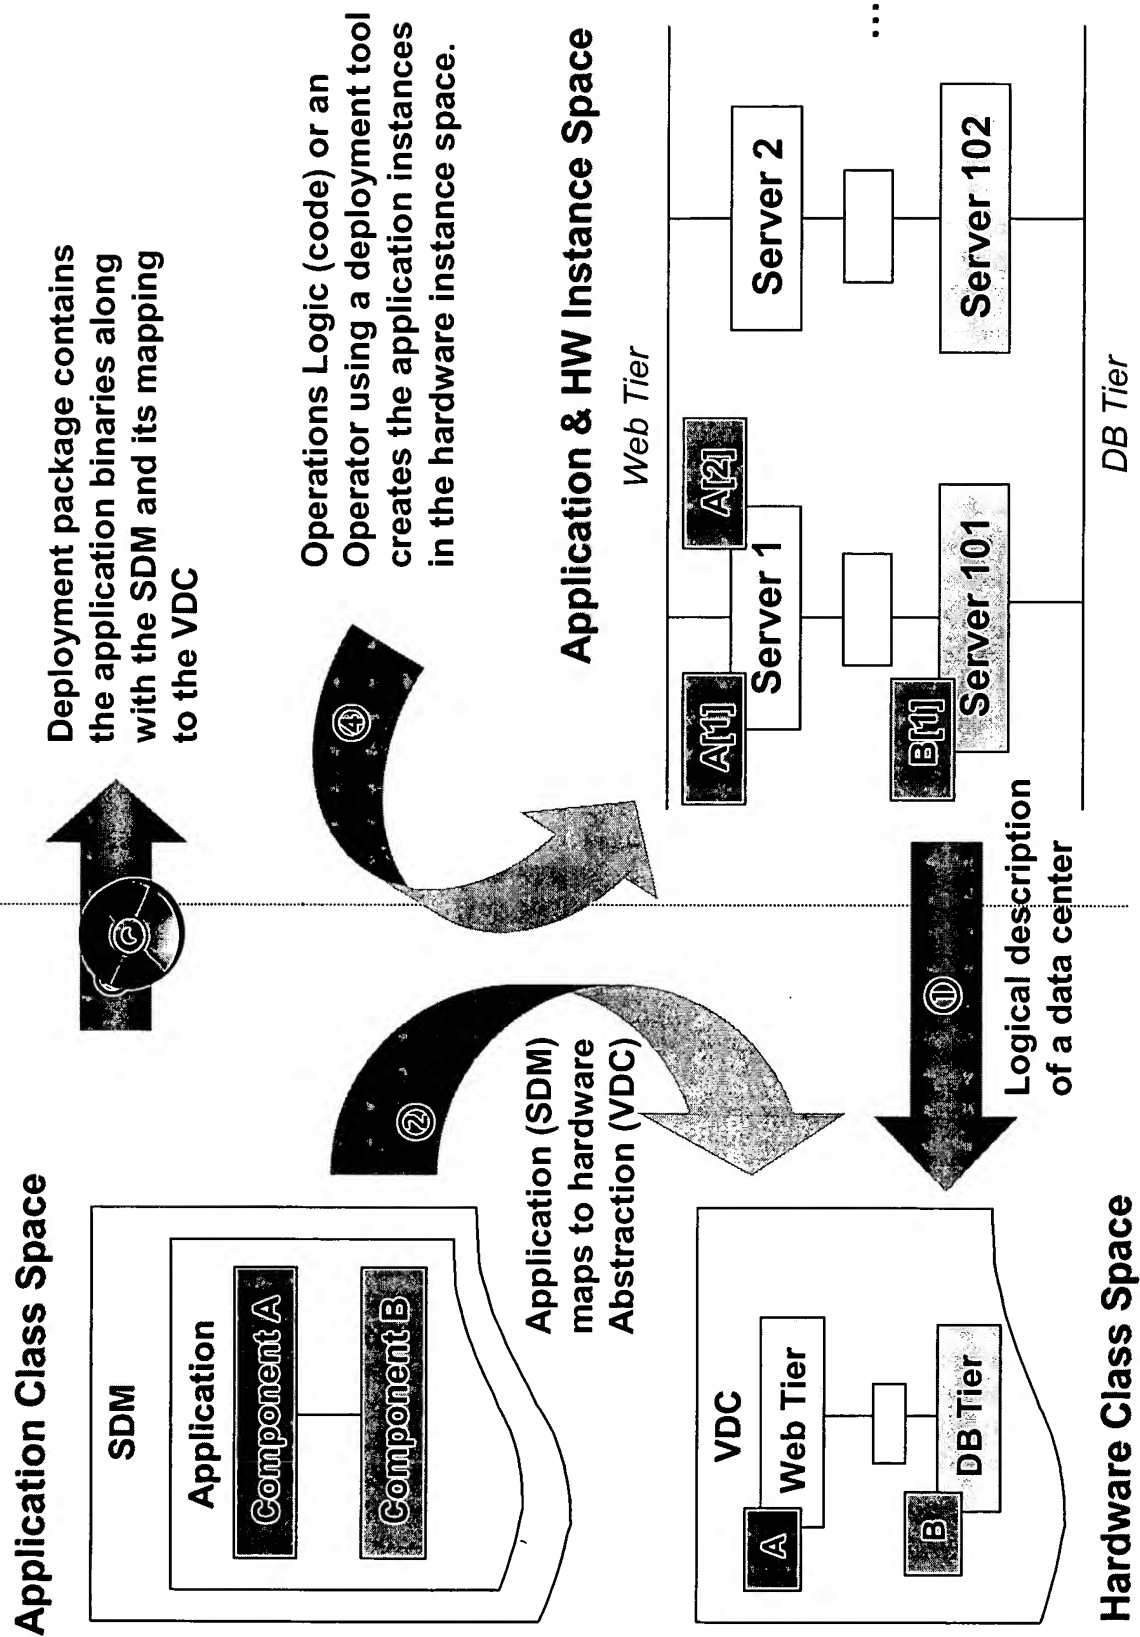 Application Class Space
SDM
Application
Component A
Component B
②
Application (SDM)
maps to hardware
Abstraction (VDC)
VDC
Web Tier
A
DB Tier
B
Hardware Class Space
Deployment package contains
the application binaries along
with the SDM and its mapping
to the VDC
④
Operations Logic (code) or an
Operator using a deployment tool
creates the application instances
in the hardware instance space.
Application & HW Instance Space
Web Tier
A[1]
A[2]
Server 1
Server 2
B[1]
Server 101
Server 102
...
DB Tier
①
Logical description
of a data center